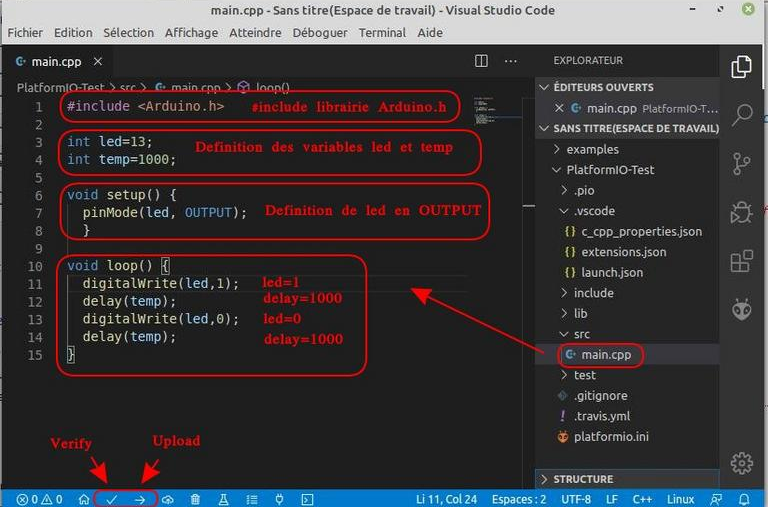 main.cpp - Sans titre(Espace de travail) - Visual Studio Code
Fichier Edition Sélection Affichage Atteindre Déboguer Terminal Aide
main.cpp
EXPLORATEUR
PlatformIO-Test > src > main.cpp > loop()
ÉDITEURS OUVERTS
main.cpp PlatformIO-T...
SANS TITRE(ESPACE DE TRAVAIL)
examples
PlatformIO-Test
.pio
.vscode
c_cpp_properties.json
extensions.json
launch.json
include
lib
src
main.cpp
test
.gitignore
.travis.yml
platformio.ini
STRUCTURE
1 #include <Arduino.h> #include librairie Arduino.h
2
3 int led=13; Definition des variables led et temp
4 int temp=1000;
5
6 void setup() {
7 pinMode(led, OUTPUT); Definition de led en OUTPUT
8 }
9
10 void loop() {
11 digitalWrite(led,1); led=1
12 delay(temp); delay=1000
13 digitalWrite(led,0); led=0
14 delay(temp); delay=1000
15 }
Verify Upload
0 0 Li 11, Col 24 Espaces : 2 UTF-8 LF C++ Linux